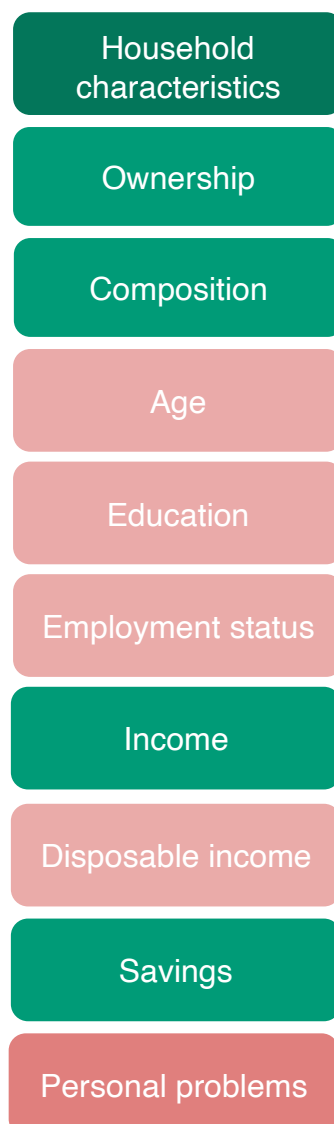 Household
characteristics
Ownership
Composition
Age
Education
Employment status
Income
Disposable income
Savings
Personal problems